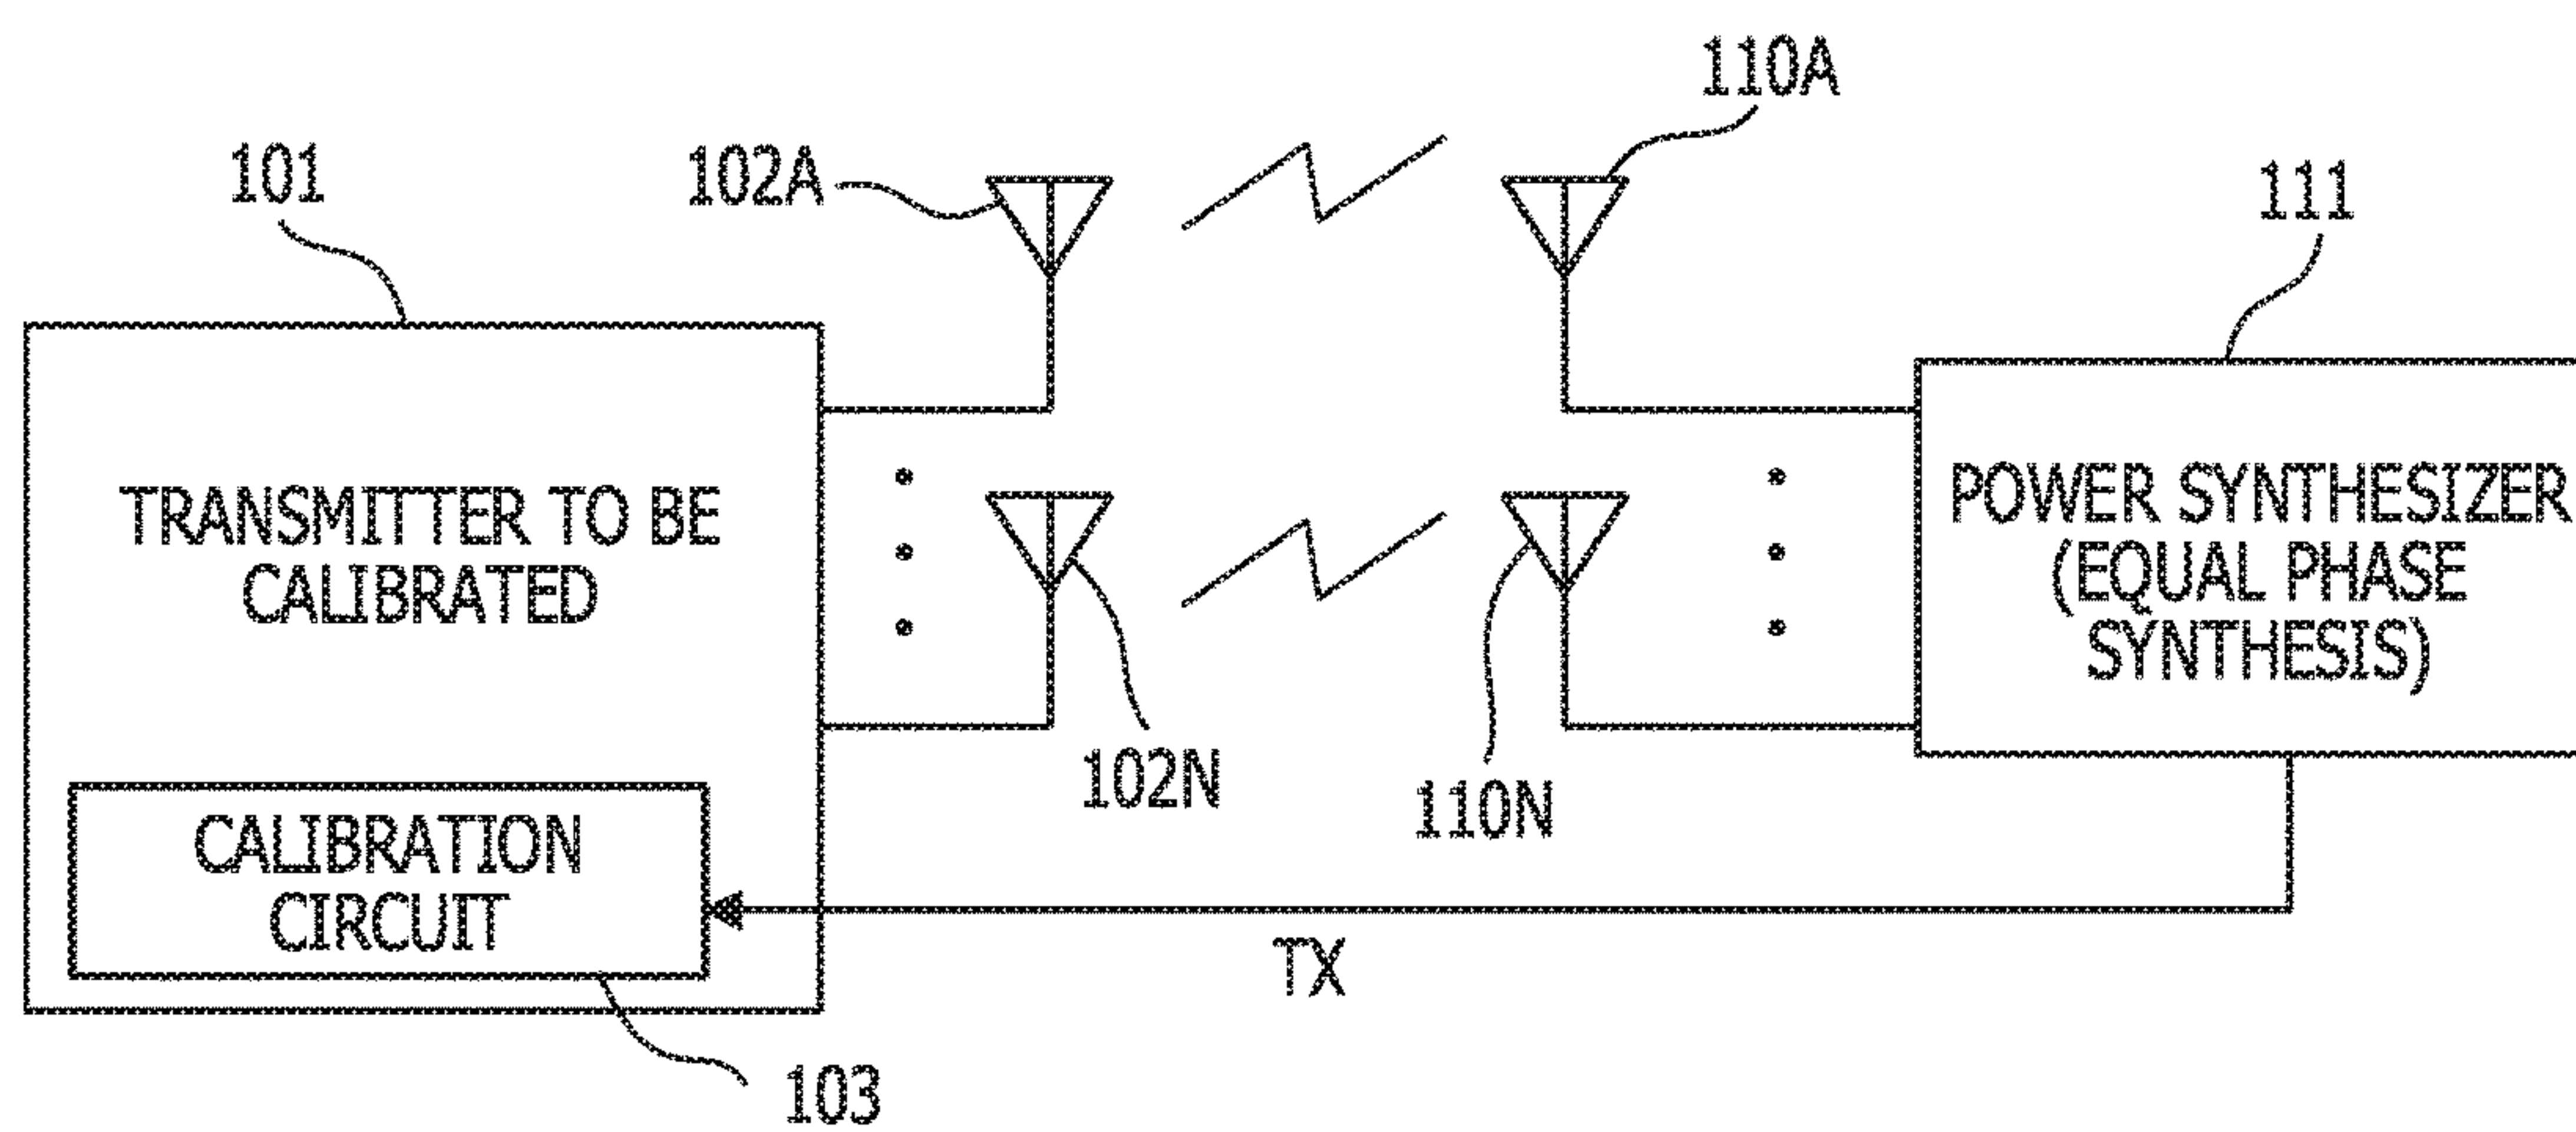 110A
101
102A
111
TRANSMITTER TO BE
CALIBRATED
POWER SYNTHESIZER
(EQUAL PHASE
SYNTHESIS)
102N
110N
CALIBRATION
CIRCUIT
TX
103